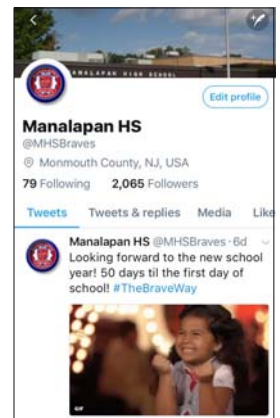 MANALAPAN HIGH SCHOOL
Edit profile
Manalapan HS
@MHSBraves
Monmouth County, NJ, USA
79 Following 2,065 Followers
Tweets Tweets & replies Media Like
Manalapan HS @MHSBraves · 6d
Looking forward to the new school
year! 50 days til the first day of
school! #TheBraveWay
GIF